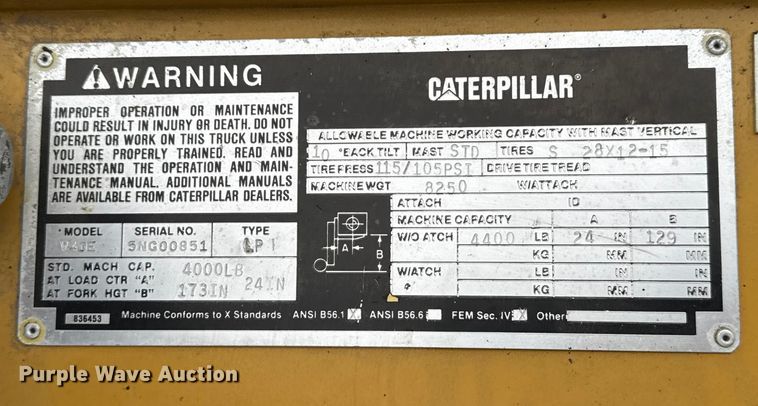 WARNING
IMPROPER OPERATION OR MAINTENANCE
COULD RESULT IN INJURY OR DEATH. DO NOT
OPERATE OR WORK ON THIS TRUCK UNLESS
YOU ARE PROPERLY TRAINED. READ AND
UNDERSTAND THE OPERATION AND MAIN-
TENANCE MANUAL. ADDITIONAL MANUALS
ARE AVAILABLE FROM CATERPILLAR DEALERS.
MODEL SERIAL NO. TYPE
5NG00851 LP
STD. MACH CAP. 4000LB
AT LOAD CTR "A" 24IN
AT FORK HGT "B" 173IN
CATERPILLAR®
ALLOWABLE MACHINE WORKING CAPACITY WITH MAST VERTICAL
10 °BACK TILT MAST STD TIRES S 28X12-15
TIRE PRESS 115/105PSI DRIVE TIRE TREAD
MACHINE WGT 8250 W/ATTACH
ATTACH ID
MACHINE CAPACITY A B
W/O ATCH 4400 LB 24 IN 129 IN
KG MM MM
W/ATCH LB IN IN
* KG MM MM
A B
836453 Machine Conforms to X Standards ANSI B56.1 X ANSI B56.6 FEM Sec. IV X Other
Purple Wave Auction